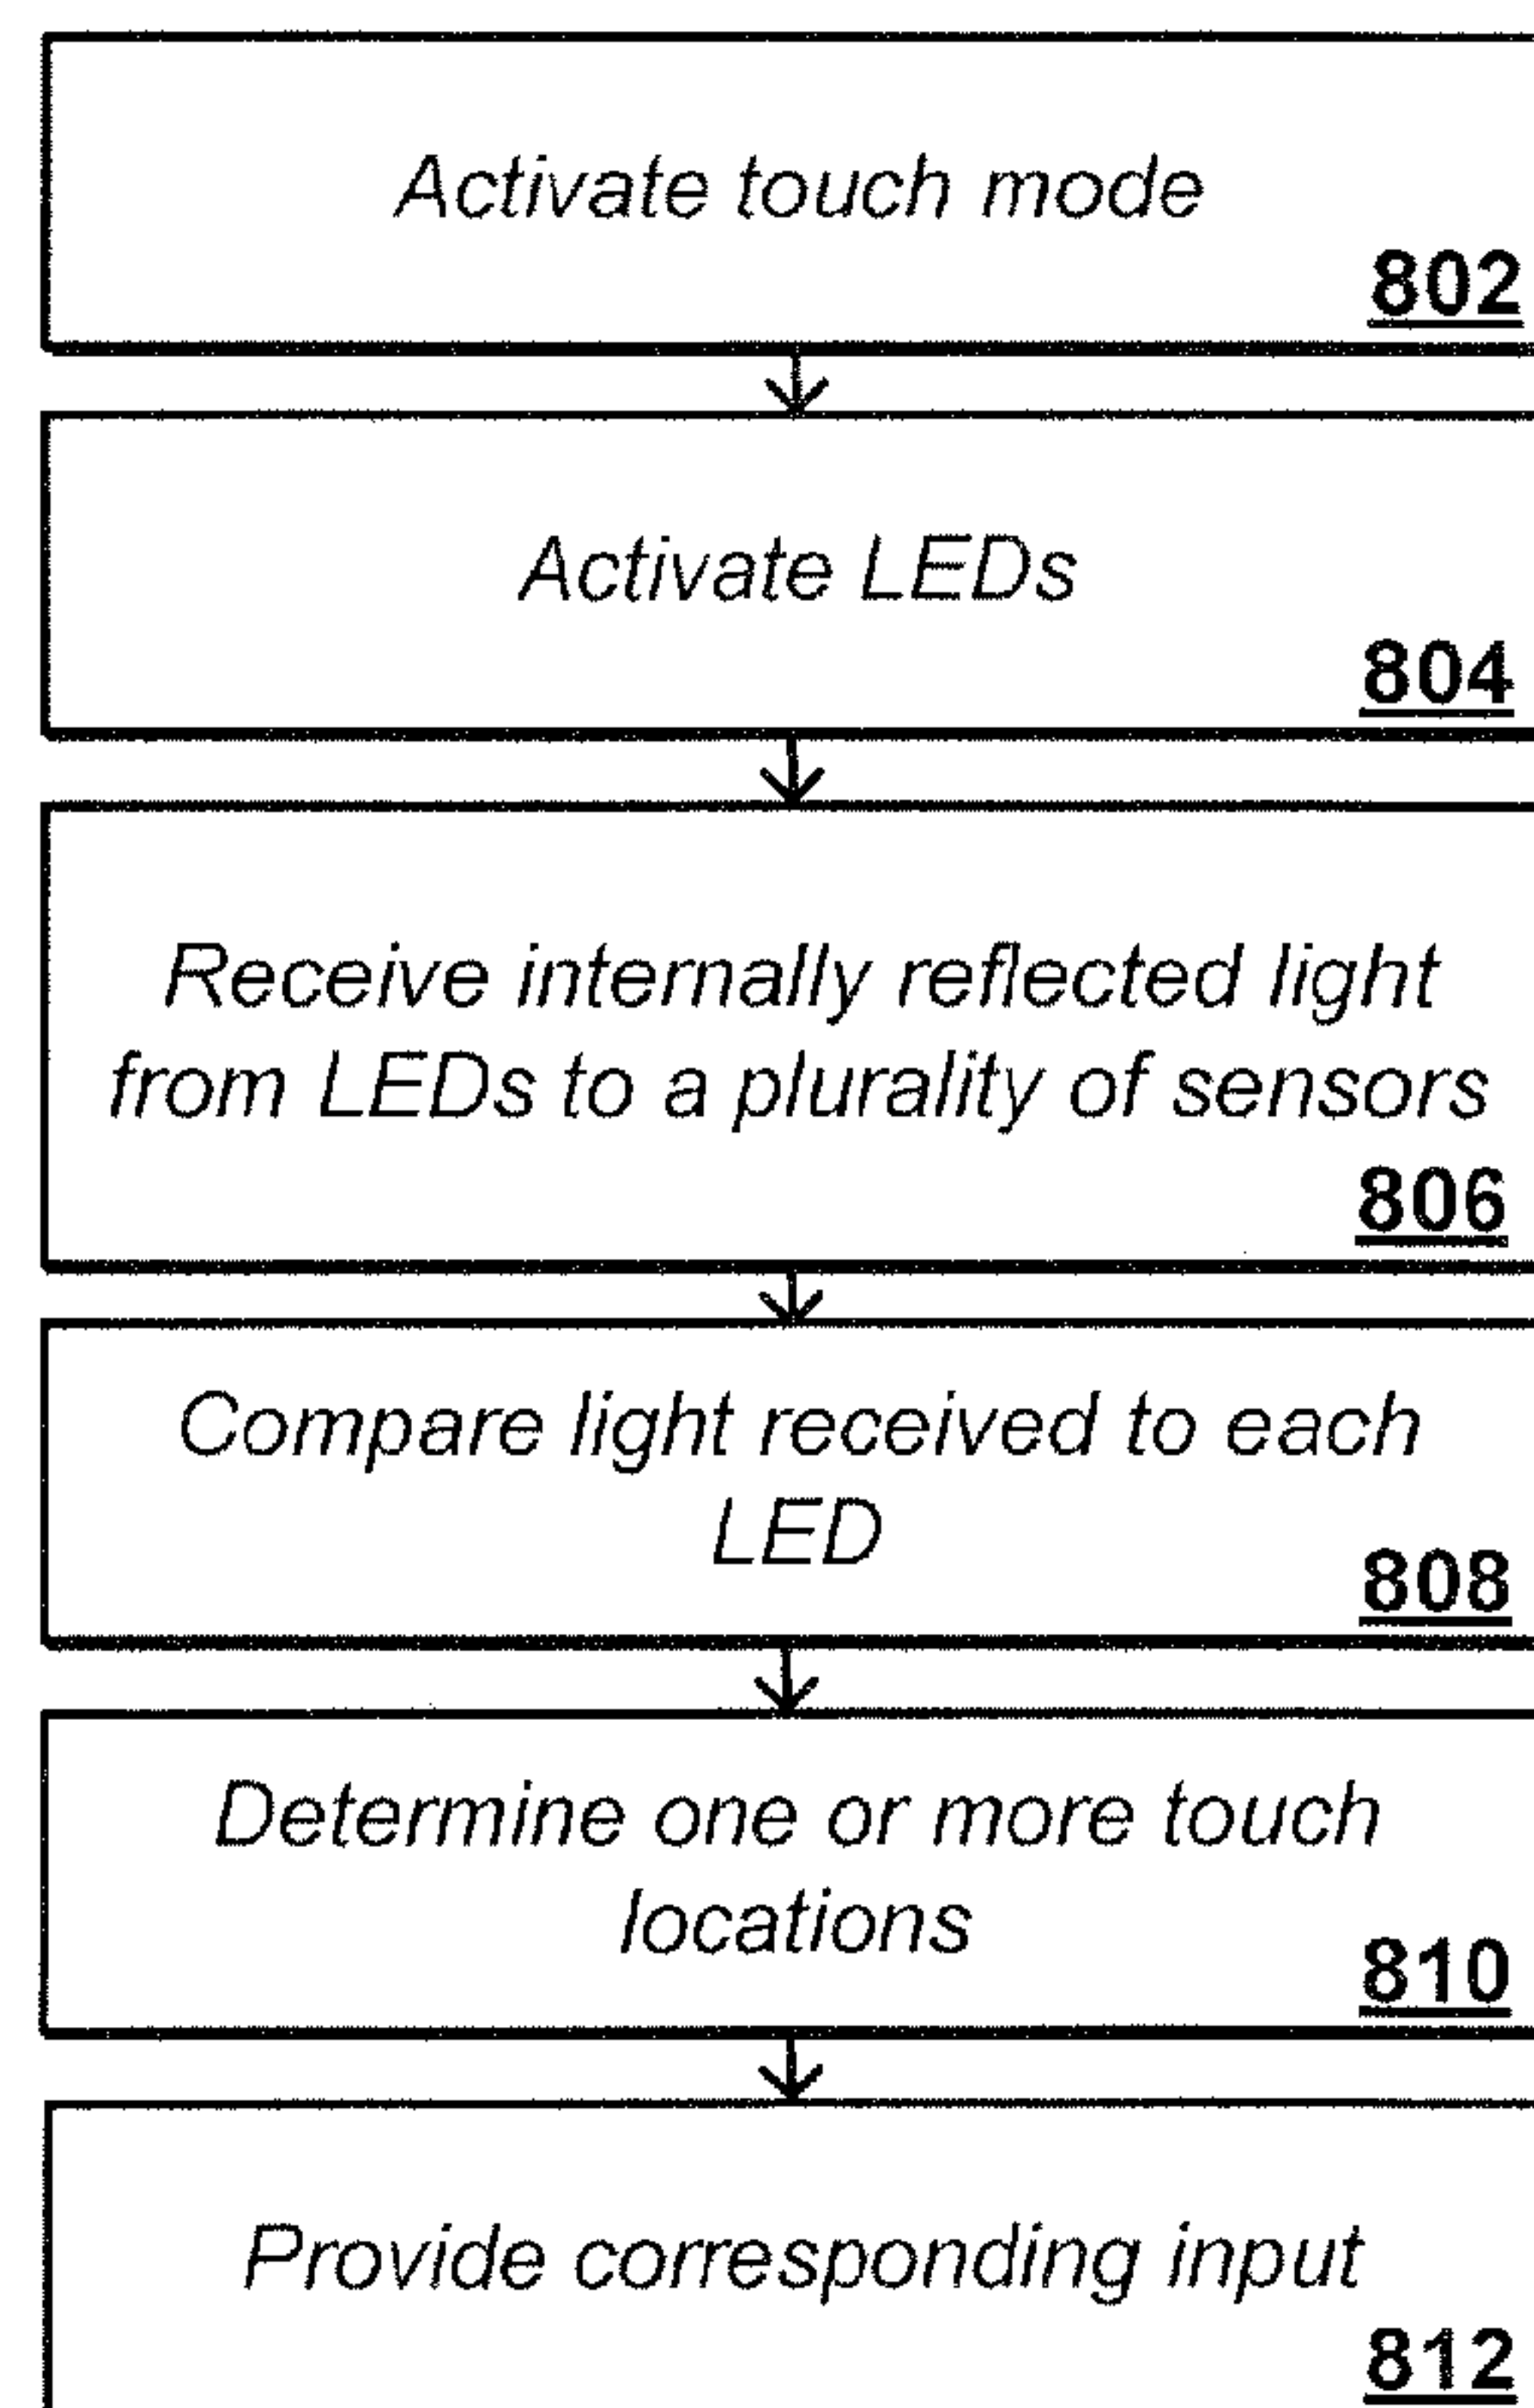 Activate touch mode
802
Activate LEDs
804
Receive internally reflected light
from LEDs to a plurality of sensors
806
Compare light received to each
LED
808
Determine one or more touch
locations
810
Provide corresponding input
812